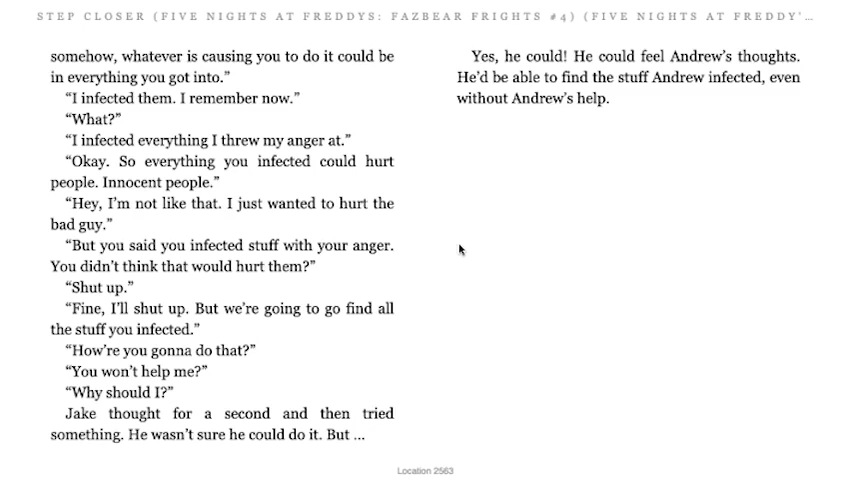 STEP CLOSER (FIVE NIGHTS AT FREDDYS: FAZBEAR FRIGHTS #4) (FIVE NIGHTS AT FREDDY'...
somehow, whatever is causing you to do it could be
in everything you got into.”
“I infected them. I remember now.”
“What?”
“I infected everything I threw my anger at.”
“Okay. So everything you infected could hurt
people. Innocent people.”
“Hey, I’m not like that. I just wanted to hurt the
bad guy.”
“But you said you infected stuff with your anger.
You didn’t think that would hurt them?”
“Shut up.”
“Fine, I’ll shut up. But we’re going to go find all
the stuff you infected.”
“How’re you gonna do that?”
“You won’t help me?”
“Why should I?”
Jake thought for a second and then tried
something. He wasn’t sure he could do it. But ...
Yes, he could! He could feel Andrew’s thoughts.
He’d be able to find the stuff Andrew infected, even
without Andrew’s help.
Location 2563